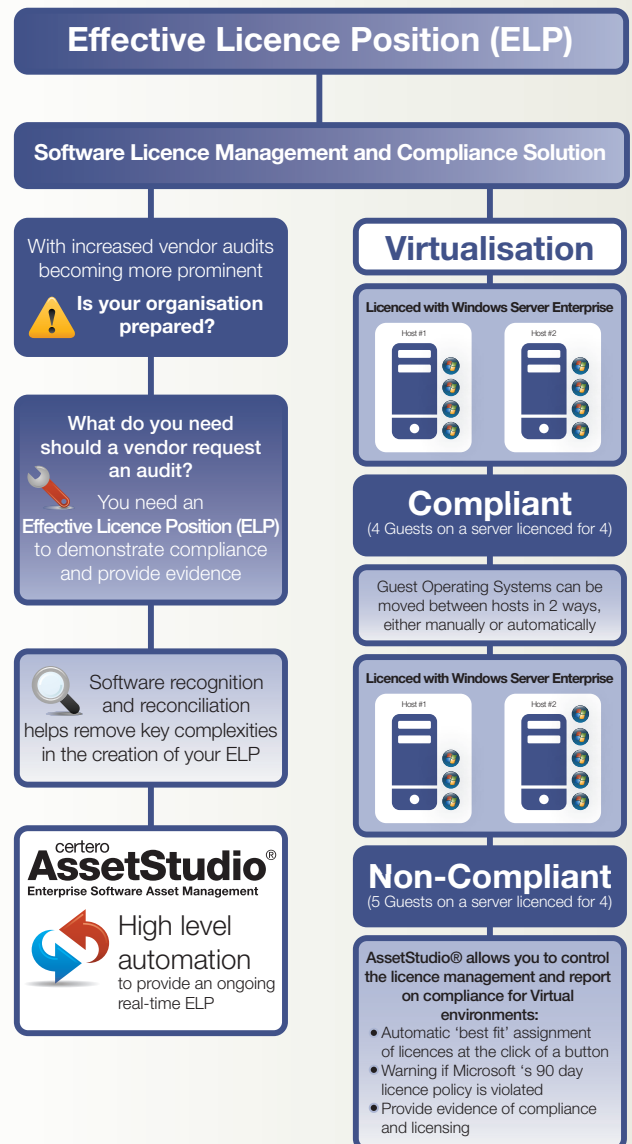 Effective Licence Position (ELP)
Software Licence Management and Compliance Solution
With increased vendor audits
becoming more prominent
Is your organisation
prepared?
What do you need
should a vendor request
an audit?
You need an
Effective Licence Position (ELP)
to demonstrate compliance
and provide evidence
Software recognition
and reconciliation
helps remove key complexities
in the creation of your ELP
certero
AssetStudio®
Enterprise Software Asset Management
High level
automation
to provide an ongoing
real-time ELP
Virtualisation
Licenced with Windows Server Enterprise
Host #1 Host #2
Compliant
(4 Guests on a server licenced for 4)
Guest Operating Systems can be
moved between hosts in 2 ways,
either manually or automatically
Licenced with Windows Server Enterprise
Host #1 Host #2
Non-Compliant
(5 Guests on a server licenced for 4)
AssetStudio® allows you to control
the licence management and report
on compliance for Virtual
environments:
• Automatic ‘best fit’ assignment
of licences at the click of a button
• Warning if Microsoft ‘s 90 day
licence policy is violated
• Provide evidence of compliance
and licensing